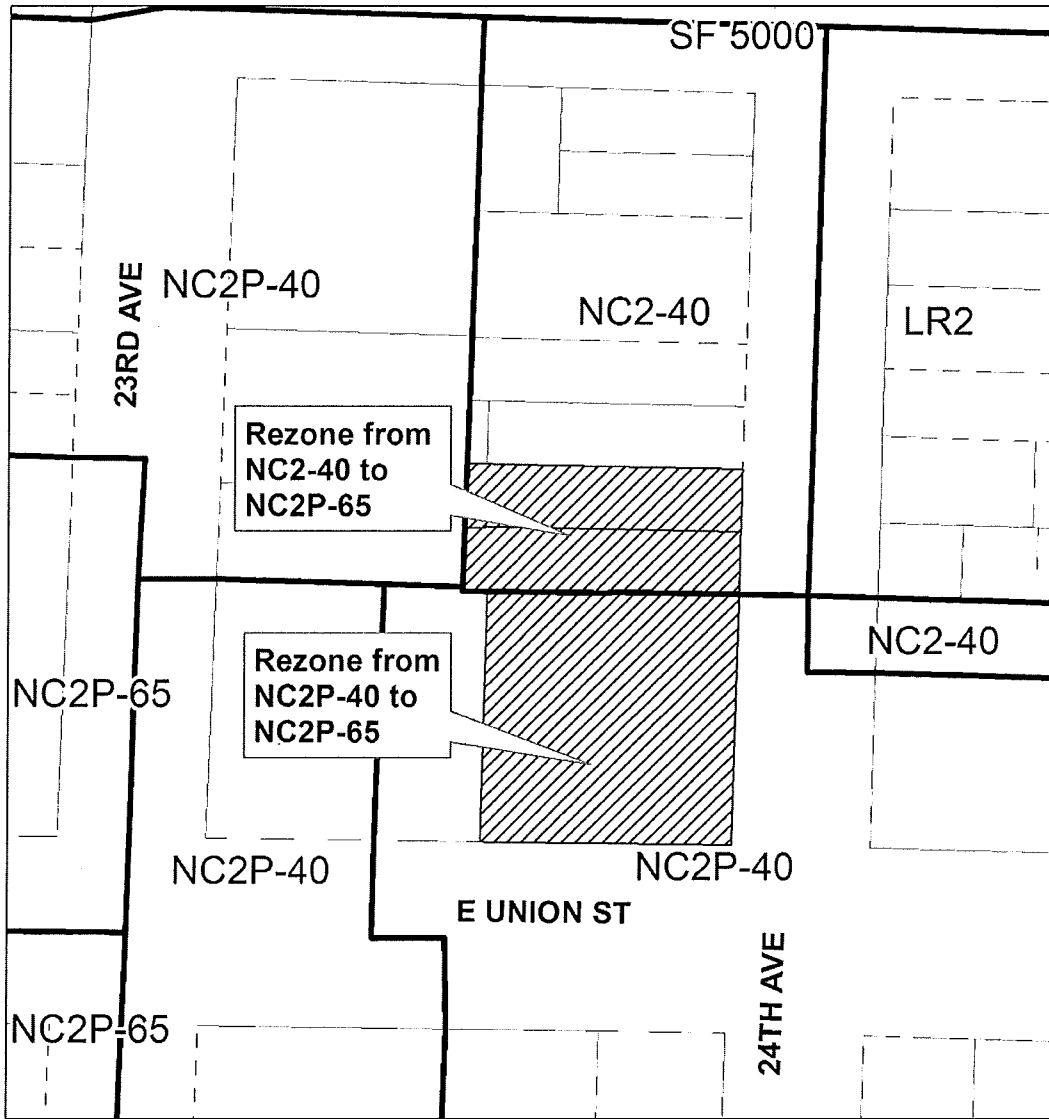 SF 5000
23RD AVE
NC2P-40
NC2-40
LR2
Rezone from
NC2-40 to
NC2P-65
Rezone from
NC2P-40 to
NC2P-65
NC2-40
NC2P-65
NC2P-40
NC2P-40
E UNION ST
24TH AVE
NC2P-65